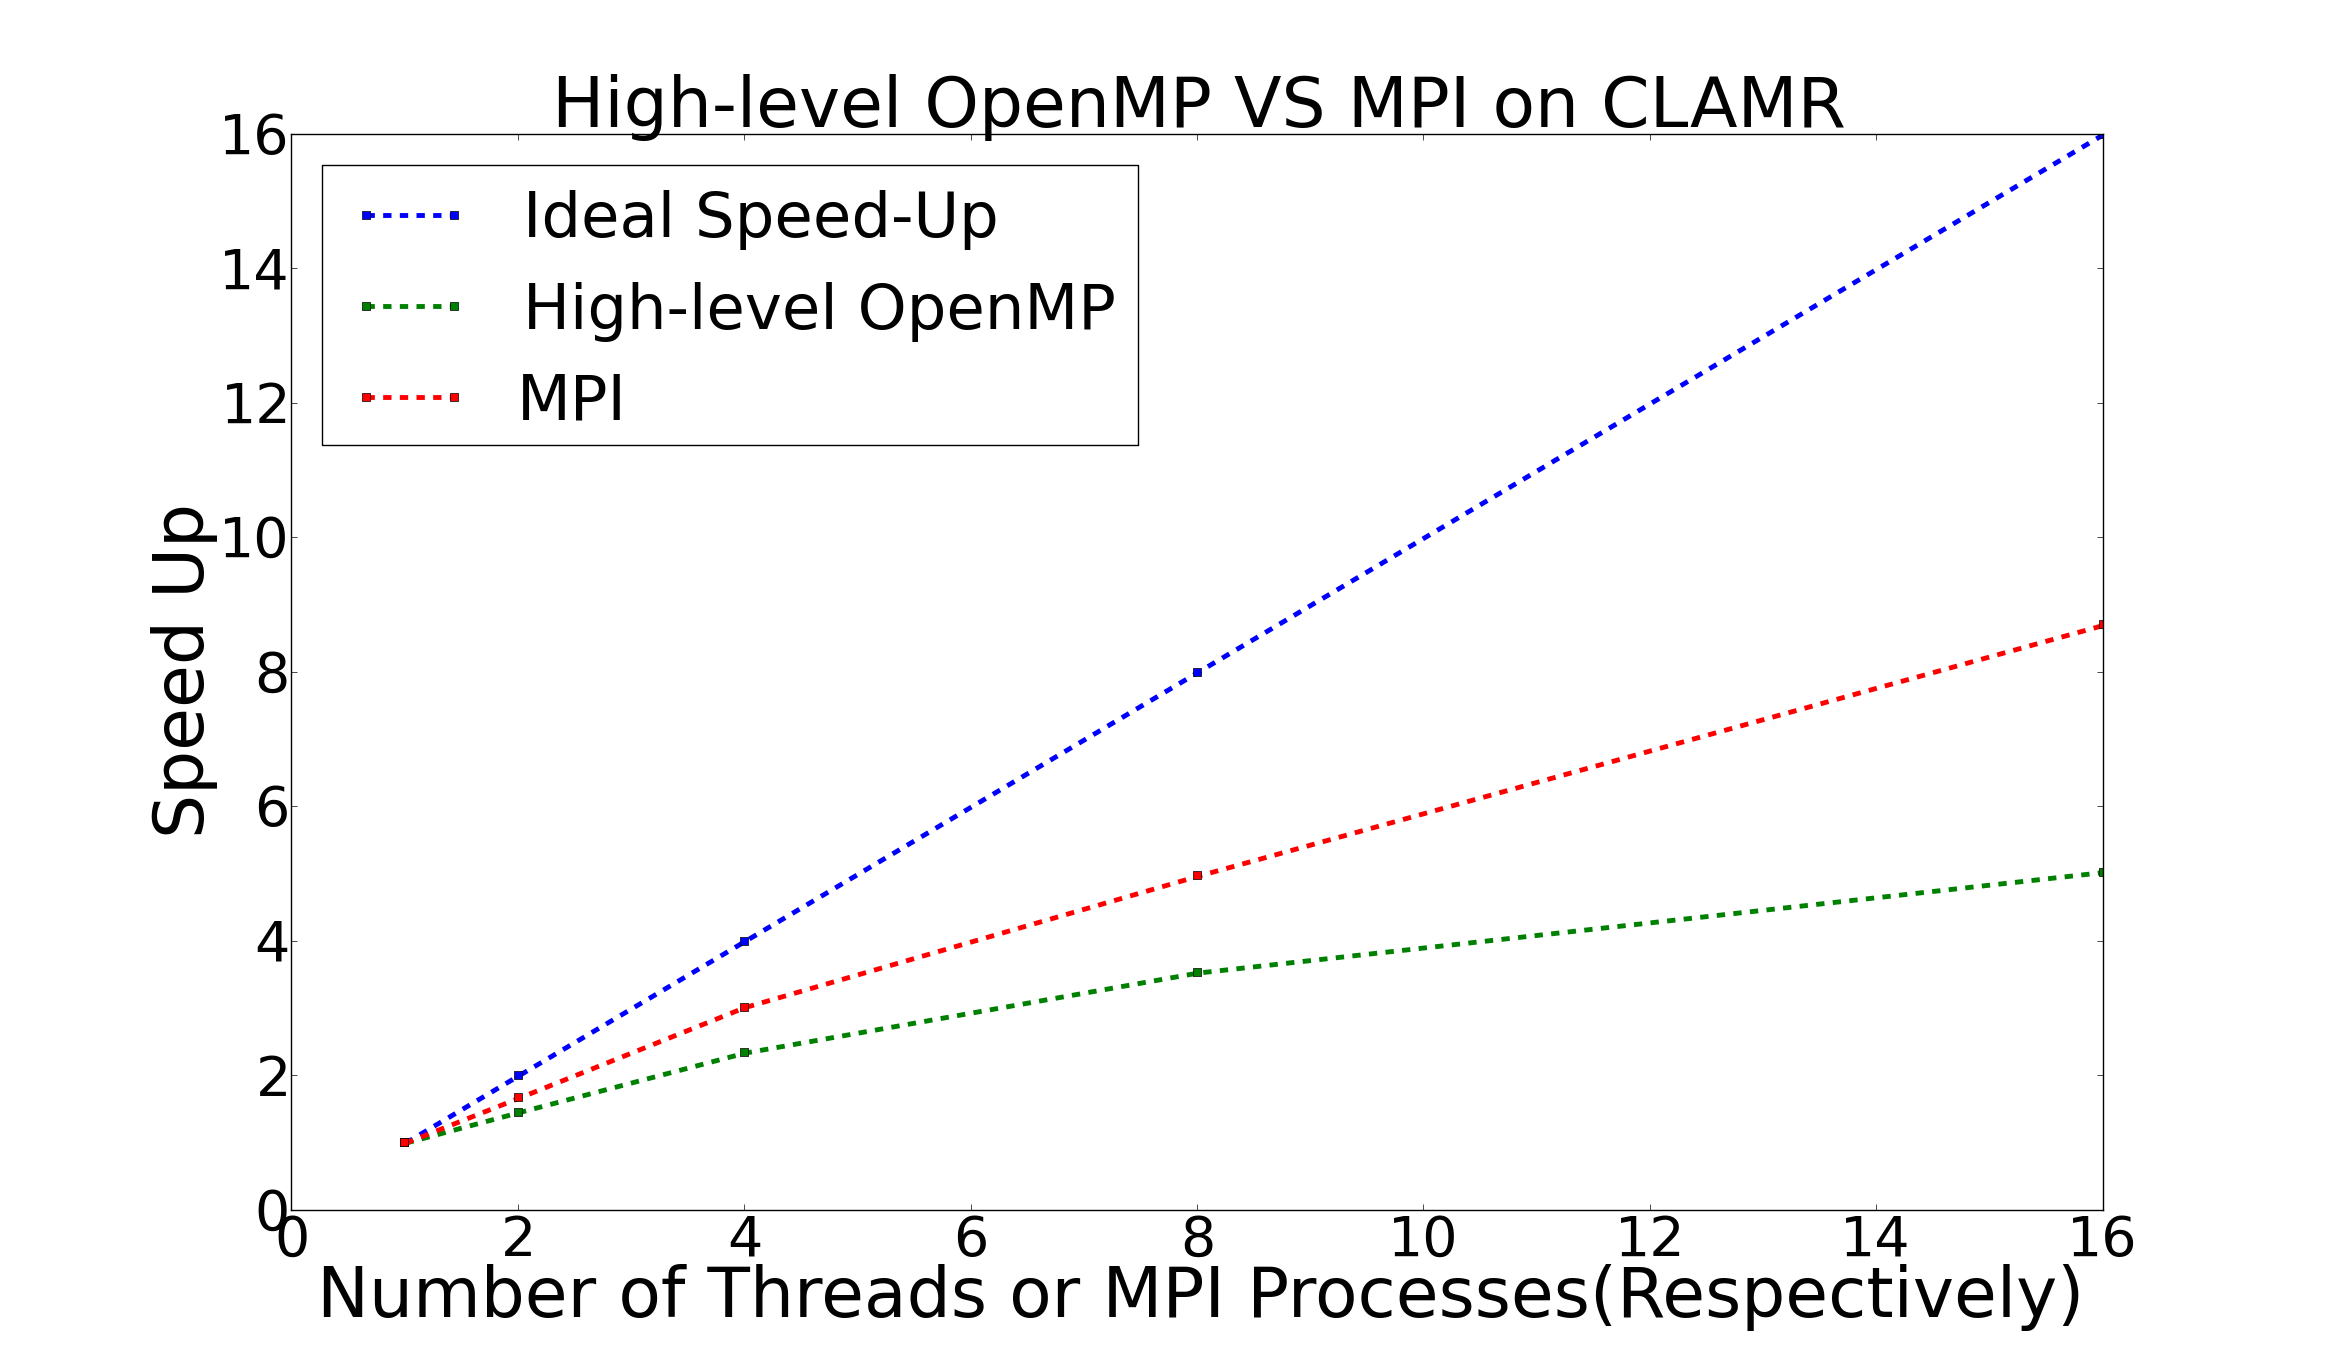 High-level OpenMP VS MPI on CLAMR
Ideal Speed-Up
High-level OpenMP
MPI
Speed Up
16
14
12
10
8
6
4
2
0
0 2 4 6 8 10 12 14 16
Number of Threads or MPI Processes(Respectively)